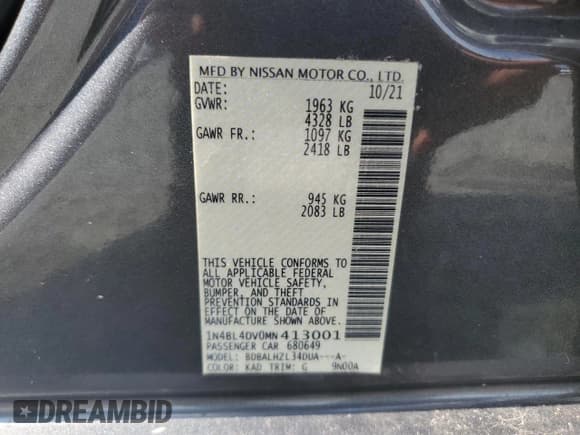 MFD BY NISSAN MOTOR CO., LTD.
DATE: 10/21
GVWR: 1963 KG
4328 LB
GAWR FR.: 1097 KG
2418 LB
GAWR RR.: 945 KG
2083 LB
THIS VEHICLE CONFORMS TO
ALL APPLICABLE FEDERAL
MOTOR VEHICLE SAFETY,
BUMPER, AND THEFT
PREVENTION STANDARDS IN
EFFECT ON THE DATE OF
MANUFACTURE SHOWN ABOVE.
1N4BL4DV0MN413001
PASSENGER CAR 680649
MODEL: BDBALHZL34DUA---A-
COLOR: KAD TRIM: G 9N00A
DREAMBID